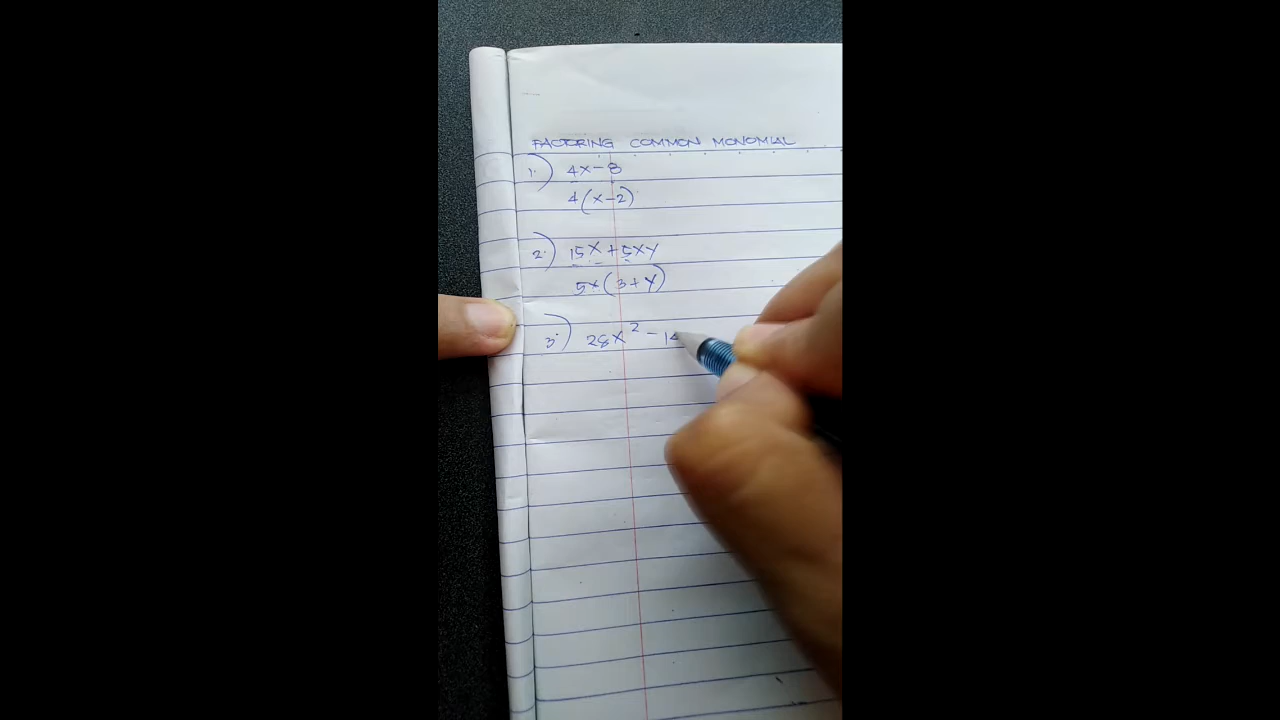 FACTORING COMMON MONOMIAL
1.) 4x-8
4(x-2)
2.) 15x+5xy
5x(3+y)
3.) 28x² - 14